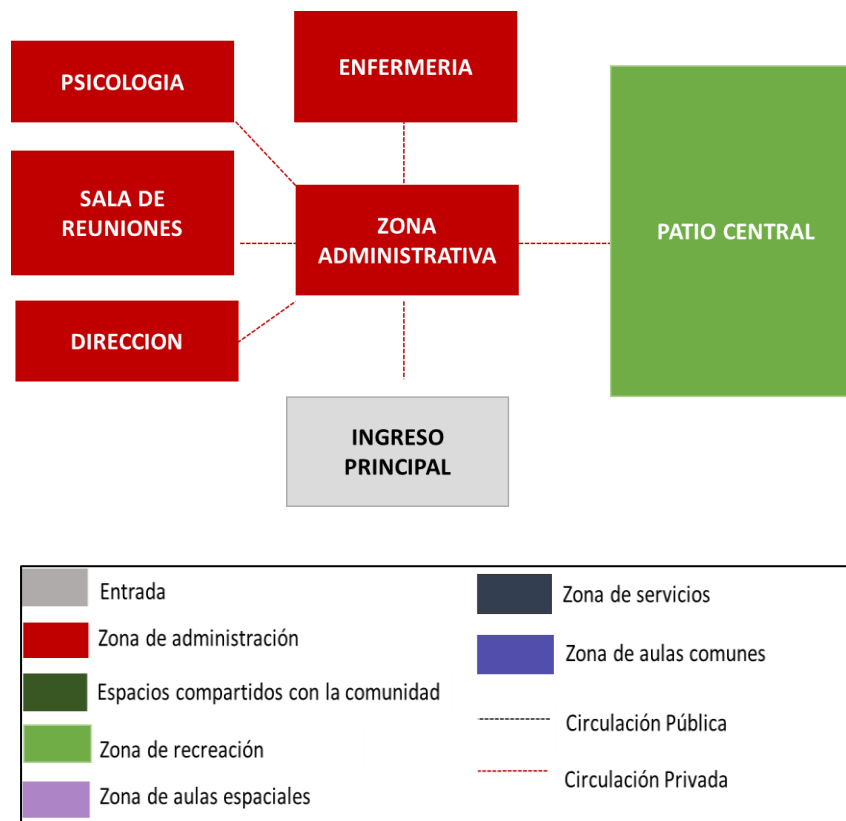 PSICOLOGIA
ENFERMERIA
SALA DE
REUNIONES
ZONA
ADMINISTRATIVA
PATIO CENTRAL
DIRECCION
INGRESO
PRINCIPAL
Entrada
Zona de administración
Espacios compartidos con la comunidad
Zona de recreación
Zona de aulas espaciales
Zona de servicios
Zona de aulas comunes
Circulación Pública
Circulación Privada